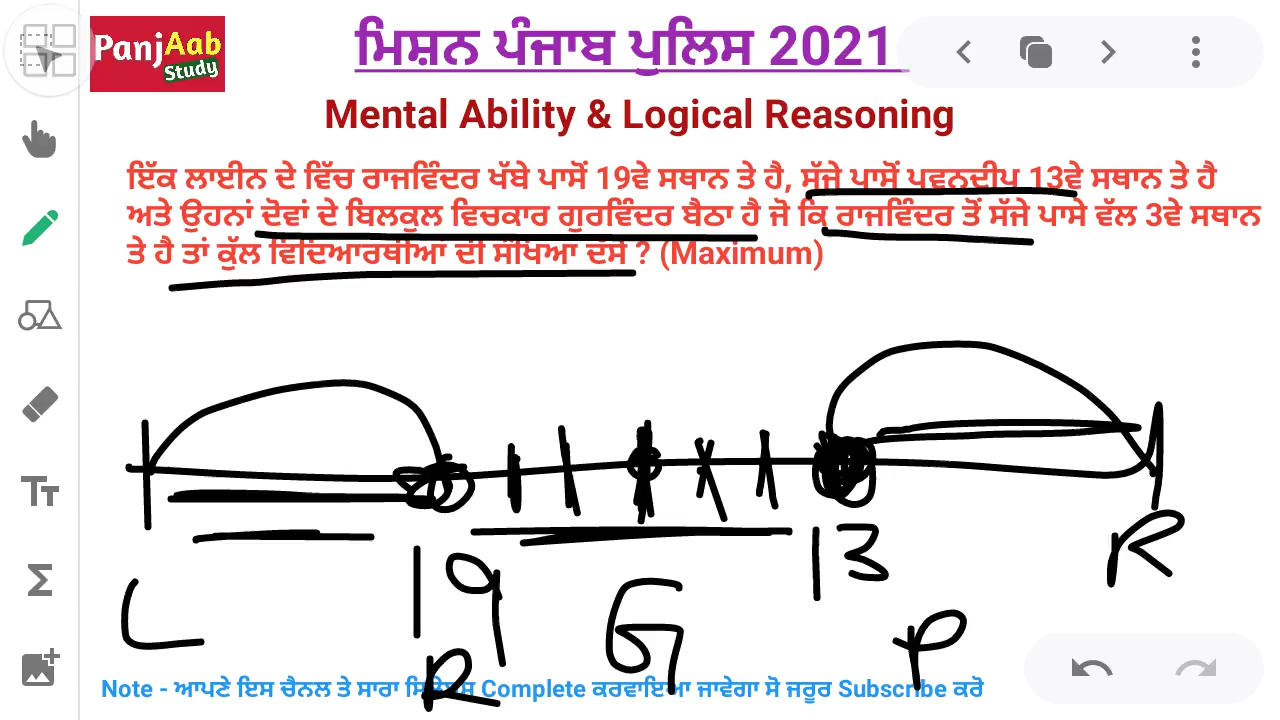 PanjAab
Study
ਮਿਸ਼ਨ ਪੰਜਾਬ ਪੁਲਿਸ 2021
Mental Ability & Logical Reasoning
ਇੱਕ ਲਾਈਨ ਦੇ ਵਿੱਚ ਰਾਜਵਿੰਦਰ ਖੱਬੇ ਪਾਸੋਂ 19ਵੇ ਸਥਾਨ ਤੇ ਹੈ, ਸੱਜੇ ਪਾਸੋਂ ਪਵਨਦੀਪ 13ਵੇ ਸਥਾਨ ਤੇ ਹੈ
ਅਤੇ ਉਹਨਾਂ ਦੋਵਾਂ ਦੇ ਬਿਲਕੁਲ ਵਿਚਕਾਰ ਗੁਰਵਿੰਦਰ ਬੈਠਾ ਹੈ ਜੋ ਕਿ ਰਾਜਵਿੰਦਰ ਤੋਂ ਸੱਜੇ ਪਾਸੇ ਵੱਲ 3ਵੇ ਸਥਾਨ
ਤੇ ਹੈ ਤਾਂ ਕੁੱਲ ਵਿਦਿਆਰਥੀਆਂ ਦੀ ਸੰਖਿਆ ਦੱਸੋ ? (Maximum)
19 13 R
L G P
R
Note - ਆਪਣੇ ਇਸ ਚੈਨਲ ਤੇ ਸਾਰਾ Complete ਕਰਵਾਇਆ ਜਾਵੇਗਾ ਸੋ ਜਰੂਰ Subscribe ਕਰੋ
Tт
Σ